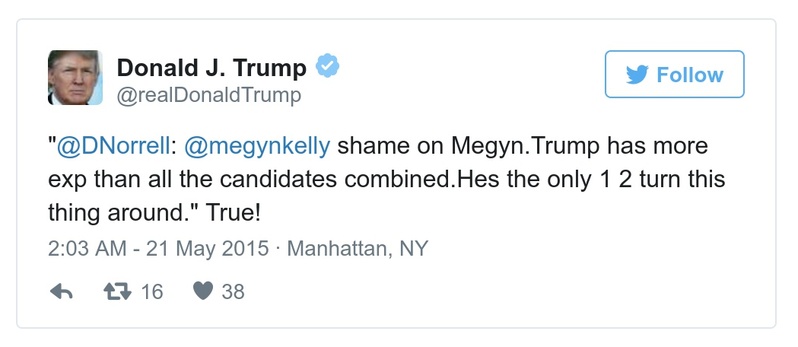 Donald J. Trump
@realDonaldTrump
Follow
"@DNorrell: @megynkelly shame on Megyn.Trump has more
exp than all the candidates combined.Hes the only 1 2 turn this
thing around." True!
2:03 AM - 21 May 2015 · Manhattan, NY
16 38